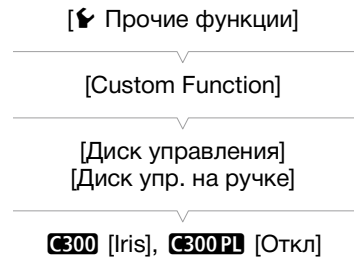 [Прочие функции]
[Custom Function]
[Диск управления]
[Диск упр. на ручке]
C300 [Iris], C300 PL [Откл]